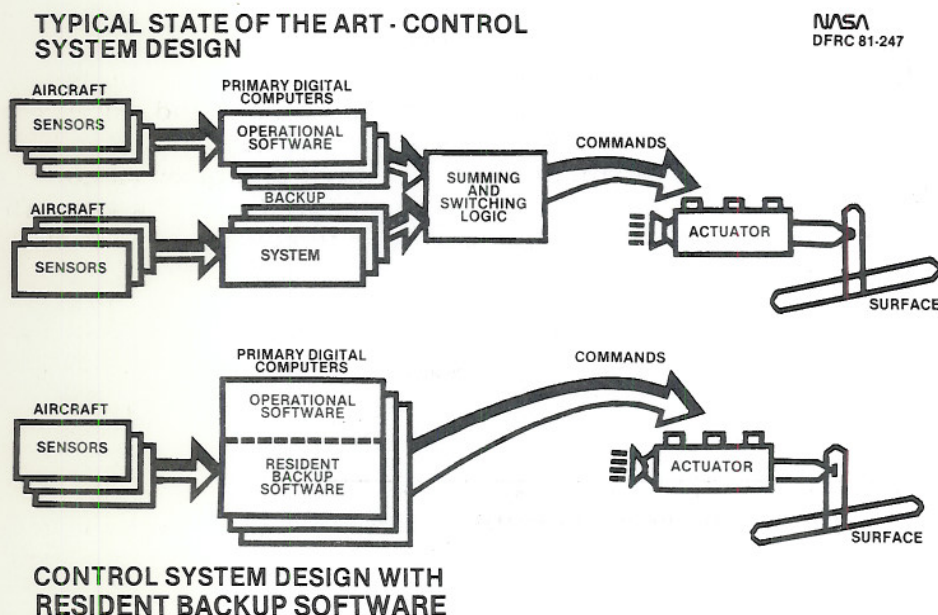 TYPICAL STATE OF THE ART - CONTROL
SYSTEM DESIGN
NASA
DFRC 81-247
AIRCRAFT
SENSORS
PRIMARY DIGITAL
COMPUTERS
OPERATIONAL
SOFTWARE
AIRCRAFT
SENSORS
BACKUP
SYSTEM
SUMMING
AND
SWITCHING
LOGIC
COMMANDS
ACTUATOR
SURFACE
AIRCRAFT
SENSORS
PRIMARY DIGITAL
COMPUTERS
OPERATIONAL
SOFTWARE
RESIDENT
BACKUP
SOFTWARE
COMMANDS
ACTUATOR
SURFACE
CONTROL SYSTEM DESIGN WITH
RESIDENT BACKUP SOFTWARE